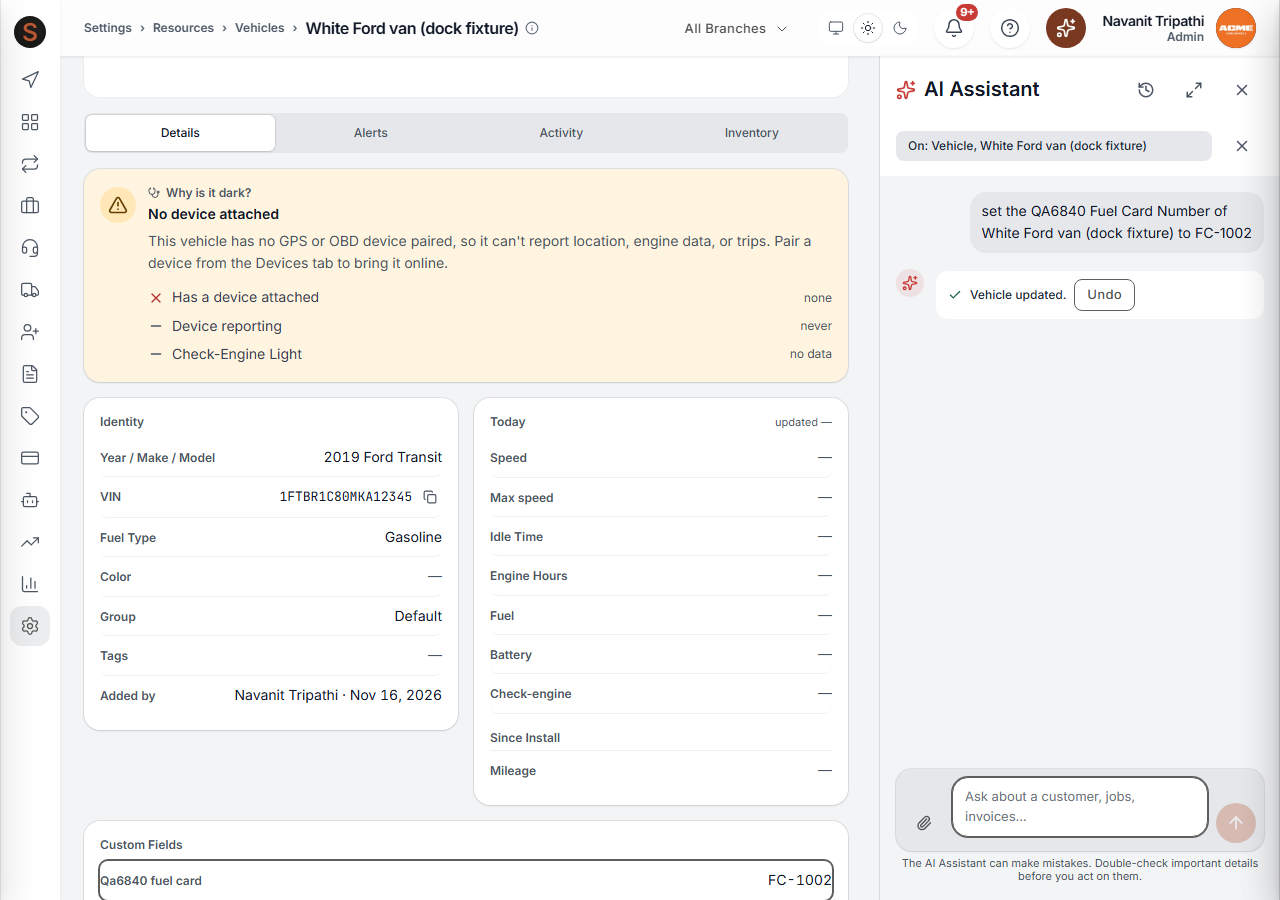 S
Settings › Resources › Vehicles › White Ford van (dock fixture)
All Branches
9+
Navanit Tripathi
Admin
ACME
Details
Alerts
Activity
Inventory
Why is it dark?
No device attached
This vehicle has no GPS or OBD device paired, so it can't report location, engine data, or trips. Pair a
device from the Devices tab to bring it online.
Has a device attached none
Device reporting never
Check-Engine Light no data
Identity
Year / Make / Model 2019 Ford Transit
VIN 1FTBR1C80MKA12345
Fuel Type Gasoline
Color —
Group Default
Tags —
Added by Navanit Tripathi · Nov 16, 2026
Today updated —
Speed —
Max speed —
Idle Time —
Engine Hours —
Fuel —
Battery —
Check-engine —
Since Install
Mileage —
Custom Fields
Qa6840 fuel card FC-1002
AI Assistant
On: Vehicle, White Ford van (dock fixture)
set the QA6840 Fuel Card Number of
White Ford van (dock fixture) to FC-1002
Vehicle updated. Undo
Ask about a customer, jobs,
invoices...
The AI Assistant can make mistakes. Double-check important details
before you act on them.